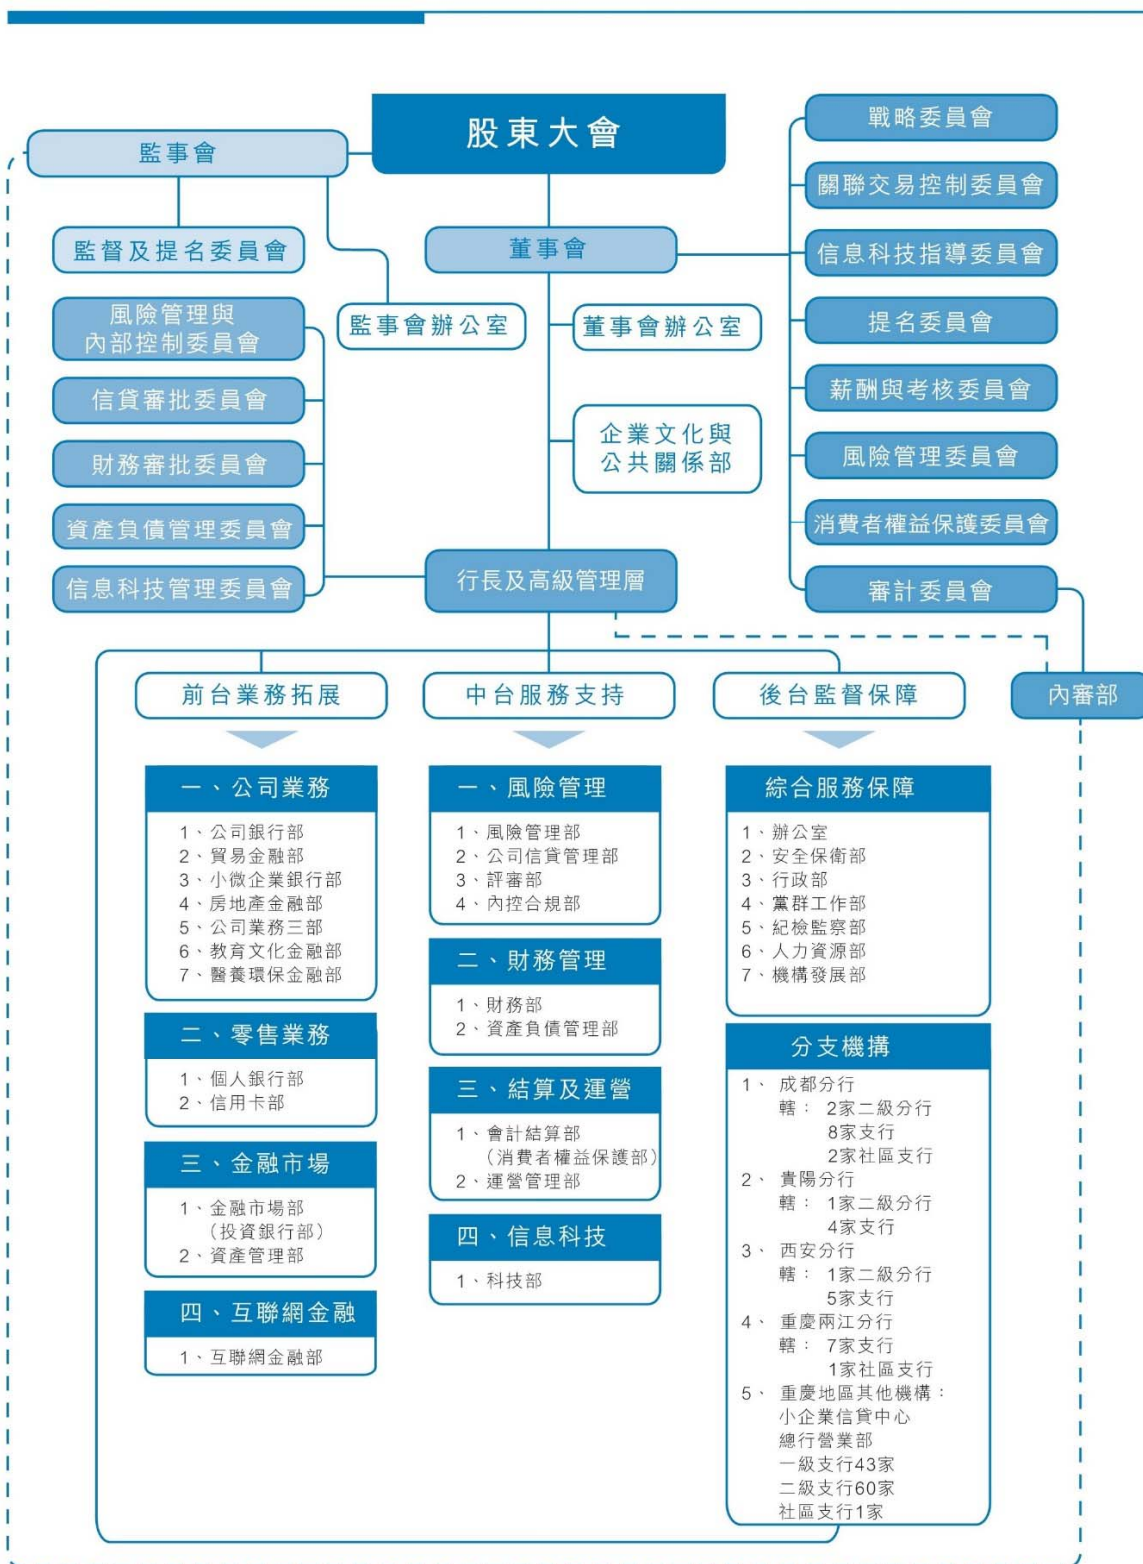 股東大會
監事會
監督及提名委員會
監事會辦公室
風險管理與
內部控制委員會
信貸審批委員會
財務審批委員會
資產負債管理委員會
信息科技管理委員會
董事會
董事會辦公室
企業文化與
公共關係部
行長及高級管理層
戰略委員會
關聯交易控制委員會
信息科技指導委員會
提名委員會
薪酬與考核委員會
風險管理委員會
消費者權益保護委員會
審計委員會
內審部
前台業務拓展
一、公司業務
1、公司銀行部
2、貿易金融部
3、小微企業銀行部
4、房地產金融部
5、公司業務三部
6、教育文化金融部
7、醫養環保金融部
二、零售業務
1、個人銀行部
2、信用卡部
三、金融市場
1、金融市場部
(投資銀行部)
2、資產管理部
四、互聯網金融
1、互聯網金融部
中台服務支持
一、風險管理
1、風險管理部
2、公司信貸管理部
3、評審部
4、內控合規部
二、財務管理
1、財務部
2、資產負債管理部
三、結算及運營
1、會計結算部
(消費者權益保護部)
2、運營管理部
四、信息科技
1、科技部
後台監督保障
綜合服務保障
1、辦公室
2、安全保衛部
3、行政部
4、黨群工作部
5、紀檢監察部
6、人力資源部
7、機構發展部
分支機構
1、 成都分行
轄： 2家二級分行
8家支行
2家社區支行
2、 貴陽分行
轄： 1家二級分行
4家支行
3、 西安分行
轄： 1家二級分行
5家支行
4、 重慶兩江分行
轄： 7家支行
1家社區支行
5、 重慶地區其他機構：
小企業信貸中心
總行營業部
一級支行43家
二級支行60家
社區支行1家